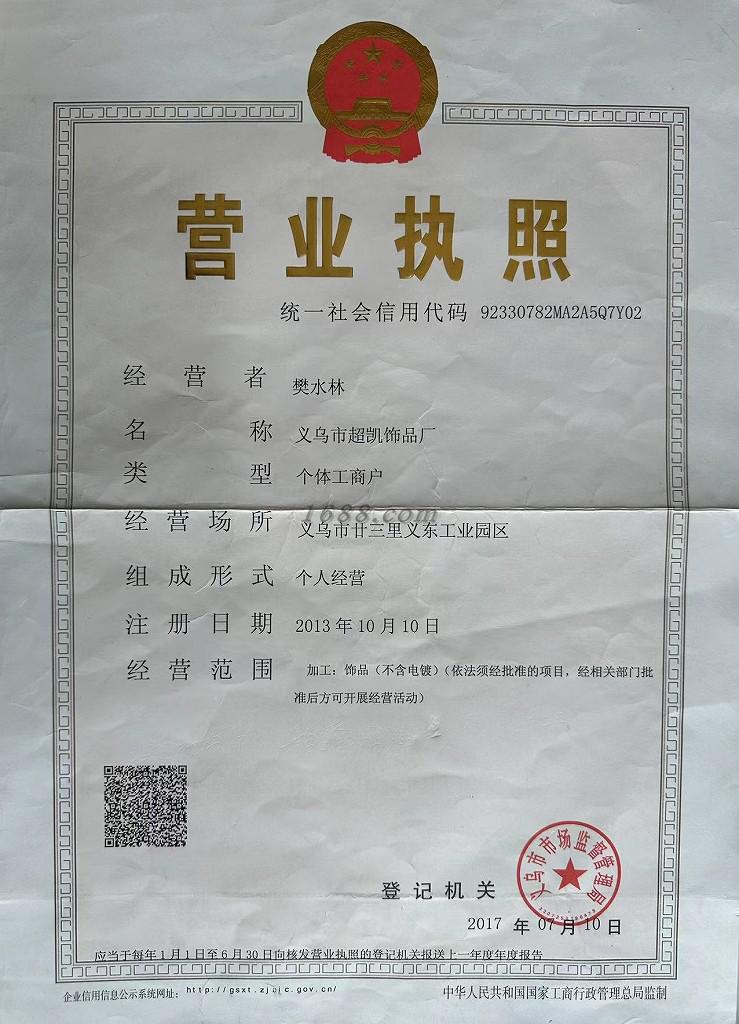 营业执照
统一社会信用代码 92330782MA2A5Q7Y02
经营者 樊水林
名称 义乌市超凯饰品厂
类型 个体工商户
1688.com
经营场所 义乌市廿三里义东工业园区
组成形式 个人经营
注册日期 2013年10月10日
经营范围 加工:饰品(不含电镀)(依法须经批准的项目,经相关部门批
准后方可开展经营活动)
义乌市市场监督管理局
登记机关
2017年07月10日
应当于每年1月1日至6月30日向核发营业执照的登记机关报送上一年度年度报告
企业信用信息公示系统网址: http://gsxt.zjaic.gov.cn/ 中华人民共和国国家工商行政管理总局监制